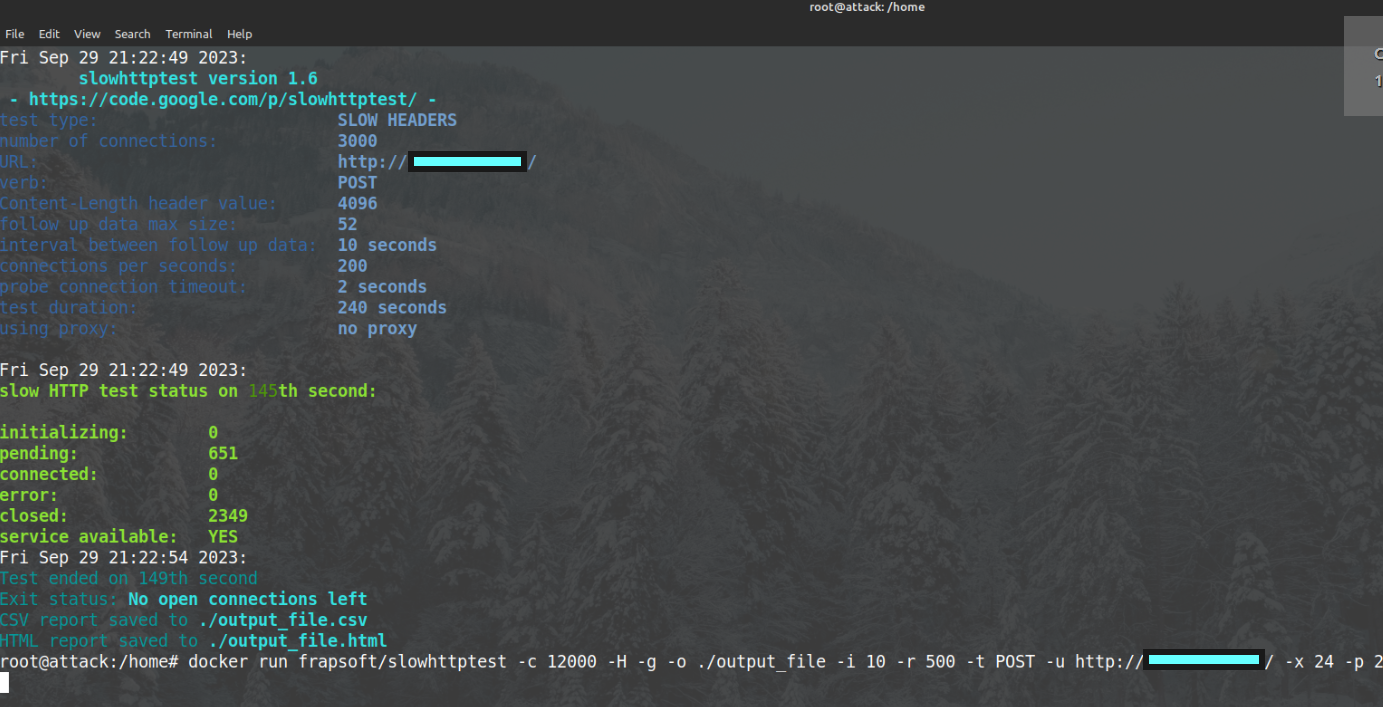 root@attack: /home
File Edit View Search Terminal Help
Fri Sep 29 21:22:49 2023:
slowhttptest version 1.6
- https://code.google.com/p/slowhttptest/ -
test type: SLOW HEADERS
number of connections: 3000
URL: http:// /
verb: POST
Content-Length header value: 4096
follow up data max size: 52
interval between follow up data: 10 seconds
connections per seconds: 200
probe connection timeout: 2 seconds
test duration: 240 seconds
using proxy: no proxy
Fri Sep 29 21:22:49 2023:
slow HTTP test status on 145th second:
initializing: 0
pending: 651
connected: 0
error: 0
closed: 2349
service available: YES
Fri Sep 29 21:22:54 2023:
Test ended on 149th second
Exit status: No open connections left
CSV report saved to ./output_file.csv
HTML report saved to ./output_file.html
root@attack:/home# docker run frapsoft/slowhttptest -c 12000 -H -g -o ./output_file -i 10 -r 500 -t POST -u http:// / -x 24 -p 2